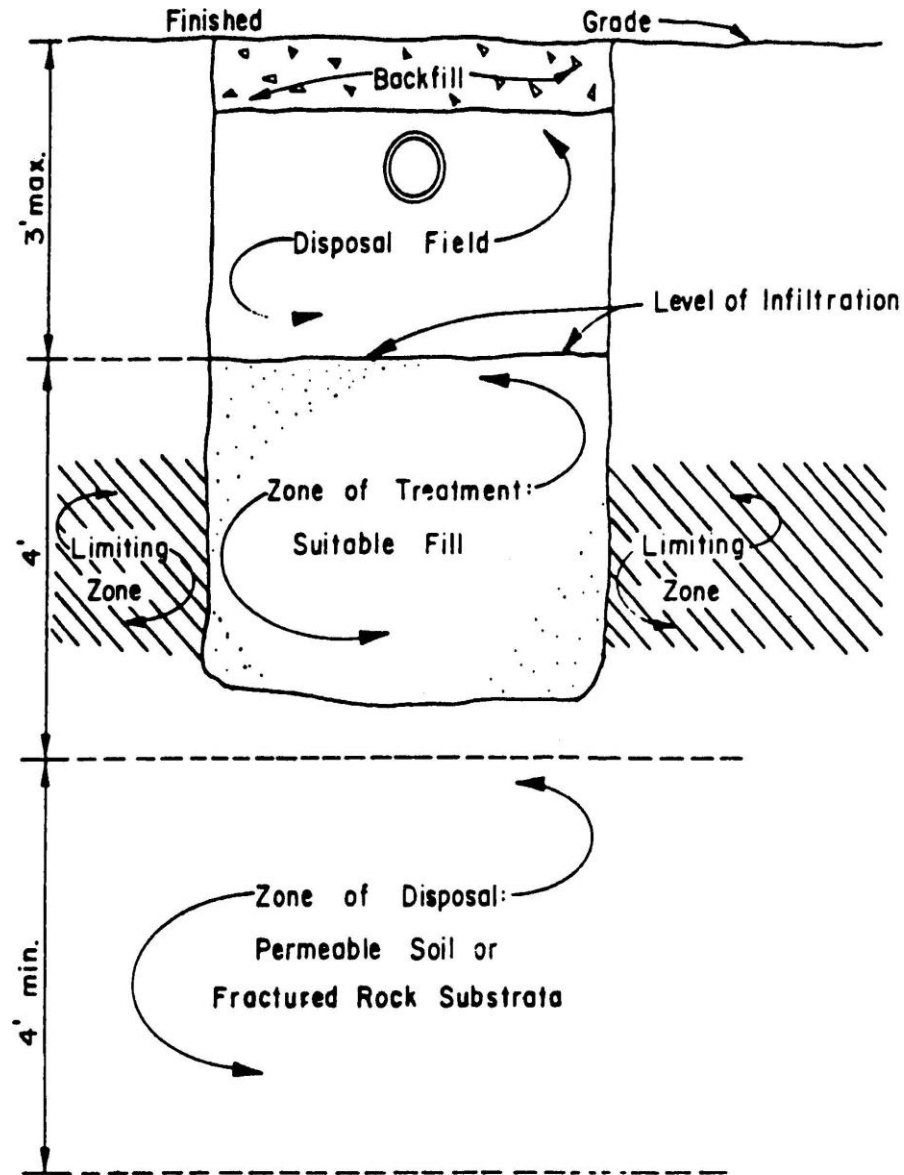 Finished
Grade
Backfill
3' max.
Disposal Field
Level of Infiltration
4'
Zone of Treatment:
Suitable Fill
Limiting
Zone
Limiting
Zone
4' min.
Zone of Disposal:
Permeable Soil or
Fractured Rock Substrata